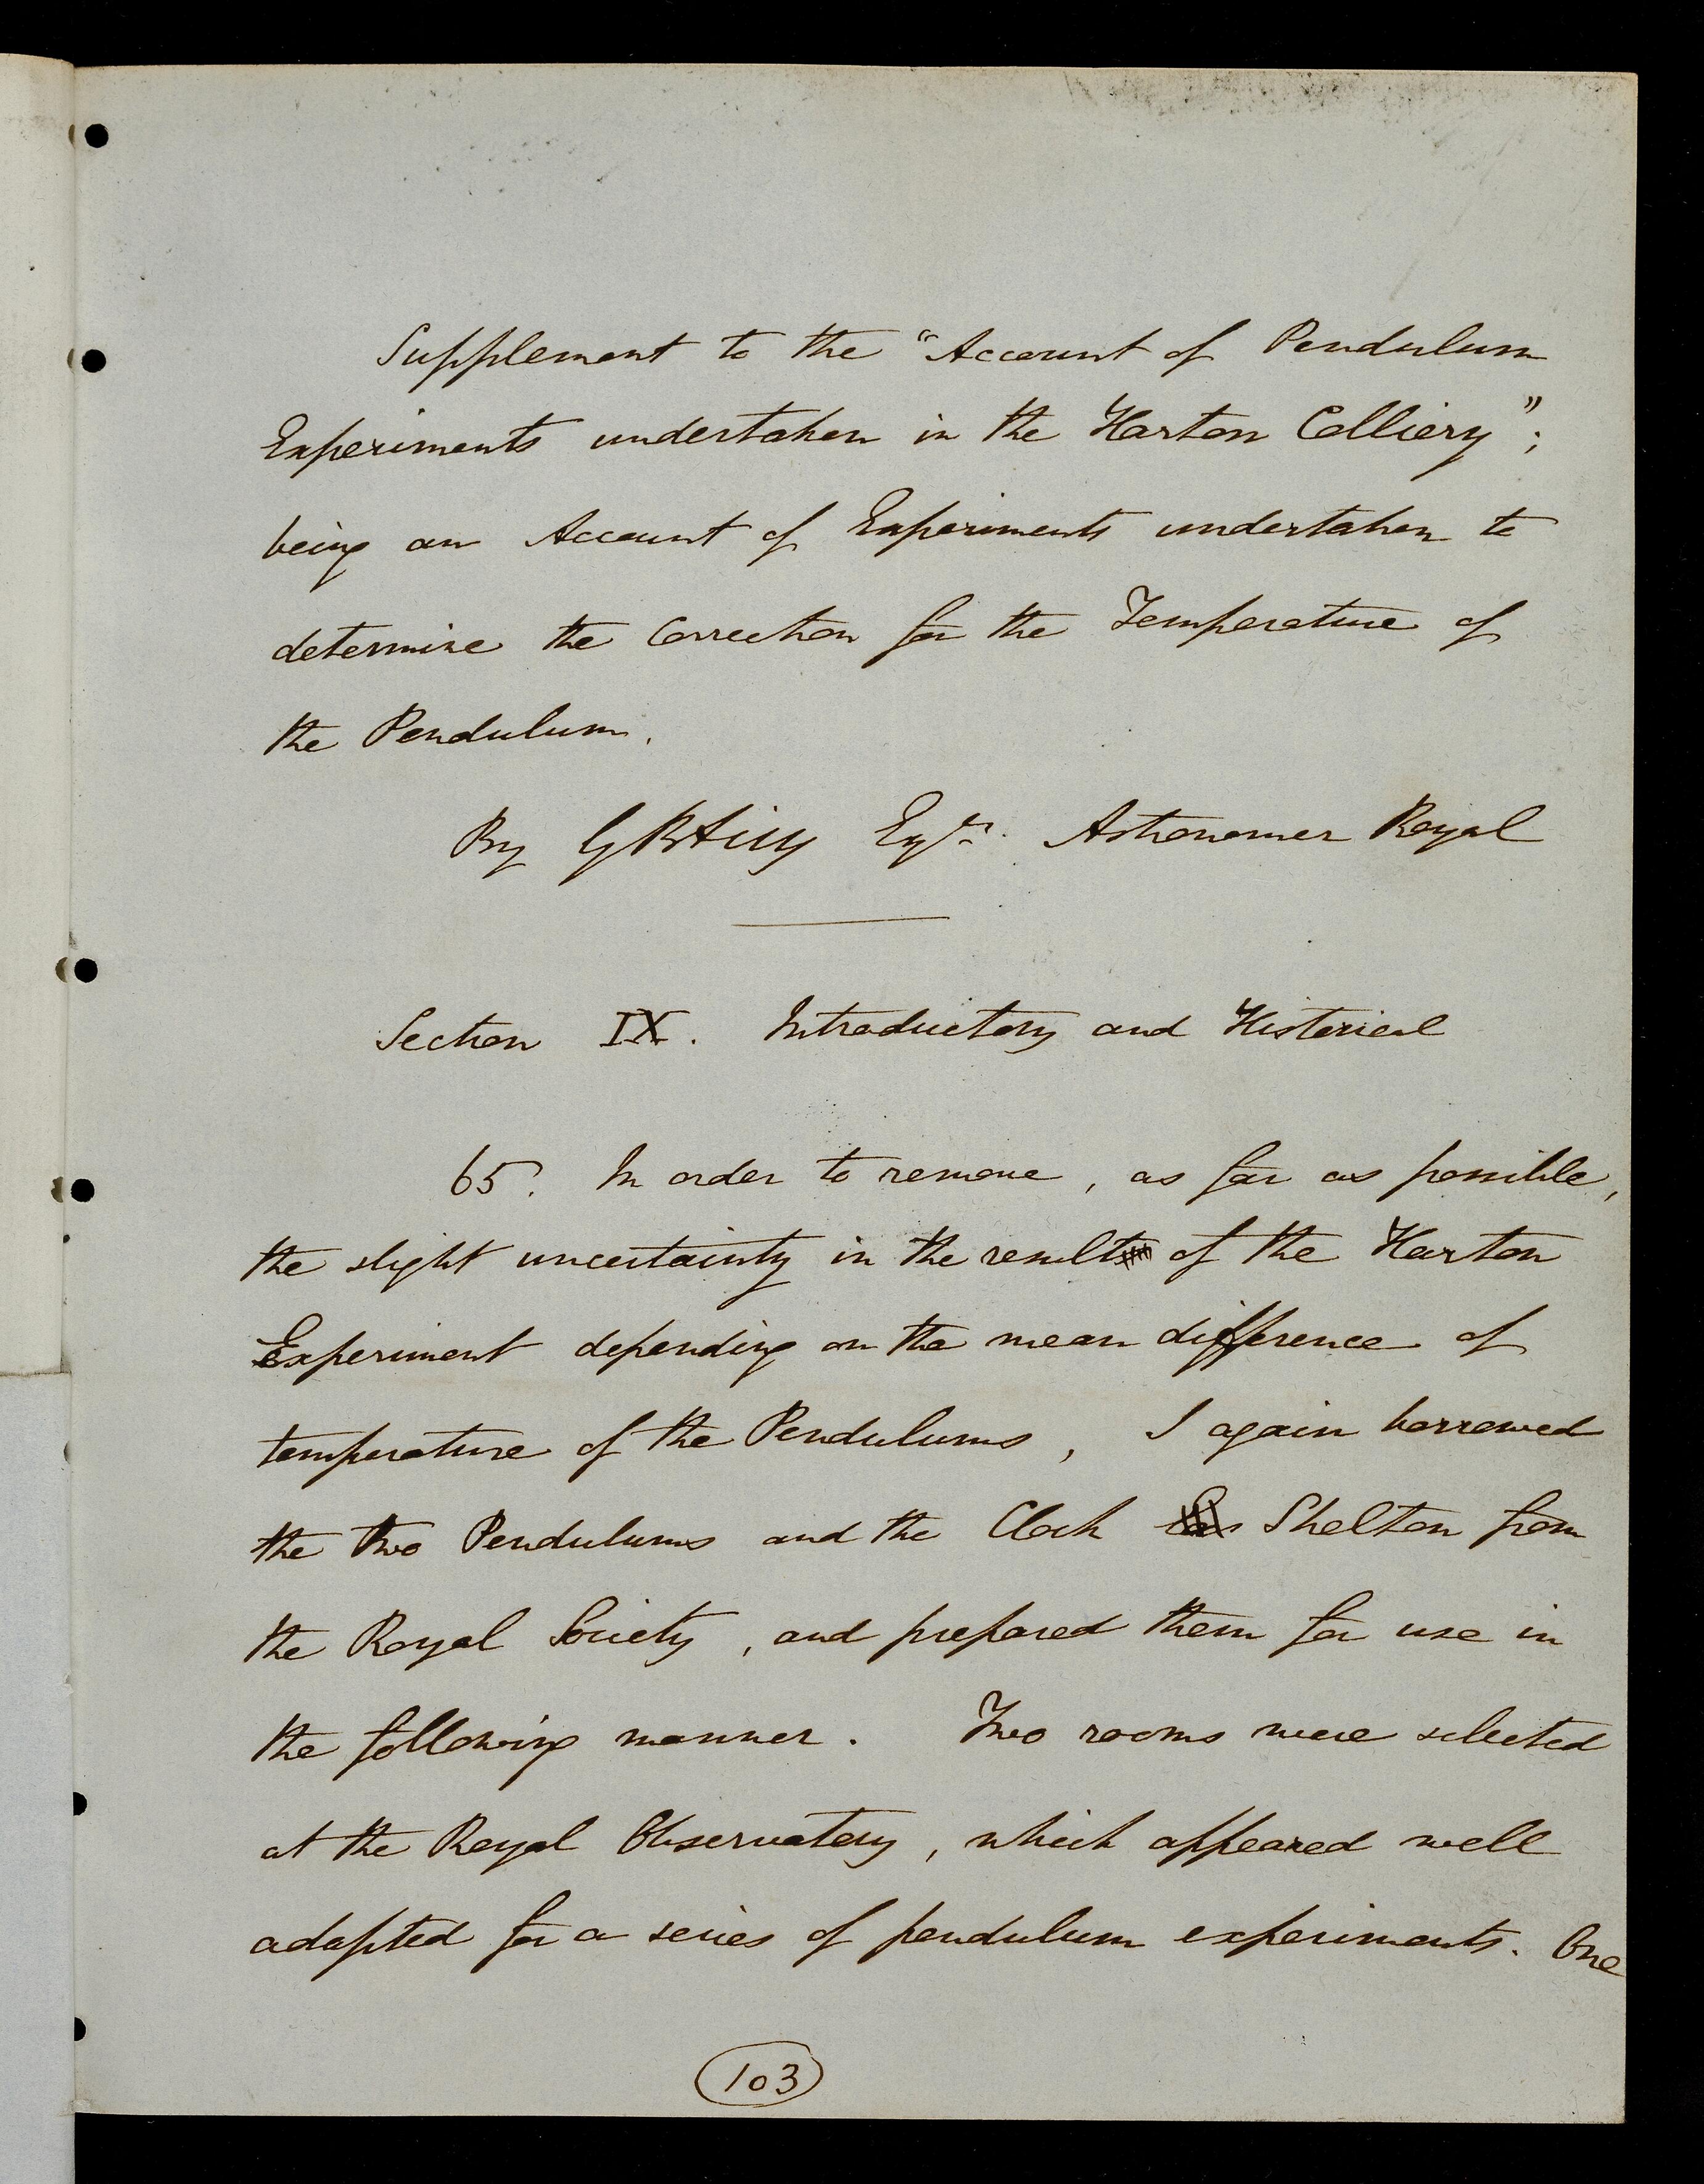 Supplement to the "Account of Pendulum
Experiments undertaken in the Harton Colliery";
being an Account of Experiments undertaken to
determine the Correction for the Temperature of
the Pendulum.
By G B Airy Esqre. Astronomer Royal
Section IX. Introductory and Historical
65. In order to remove, as far as possible,
the slight uncertainty in the result of the Harton
Experiment depending on the mean difference of
temperature of the Pendulums, I again borrowed
the two Pendulums and the Clock Shelton from
the Royal Society, and prepared them for use in
the following manner. Two rooms were selected
at the Royal Observatory, which appeared well
adapted for a series of pendulum experiments. One
103